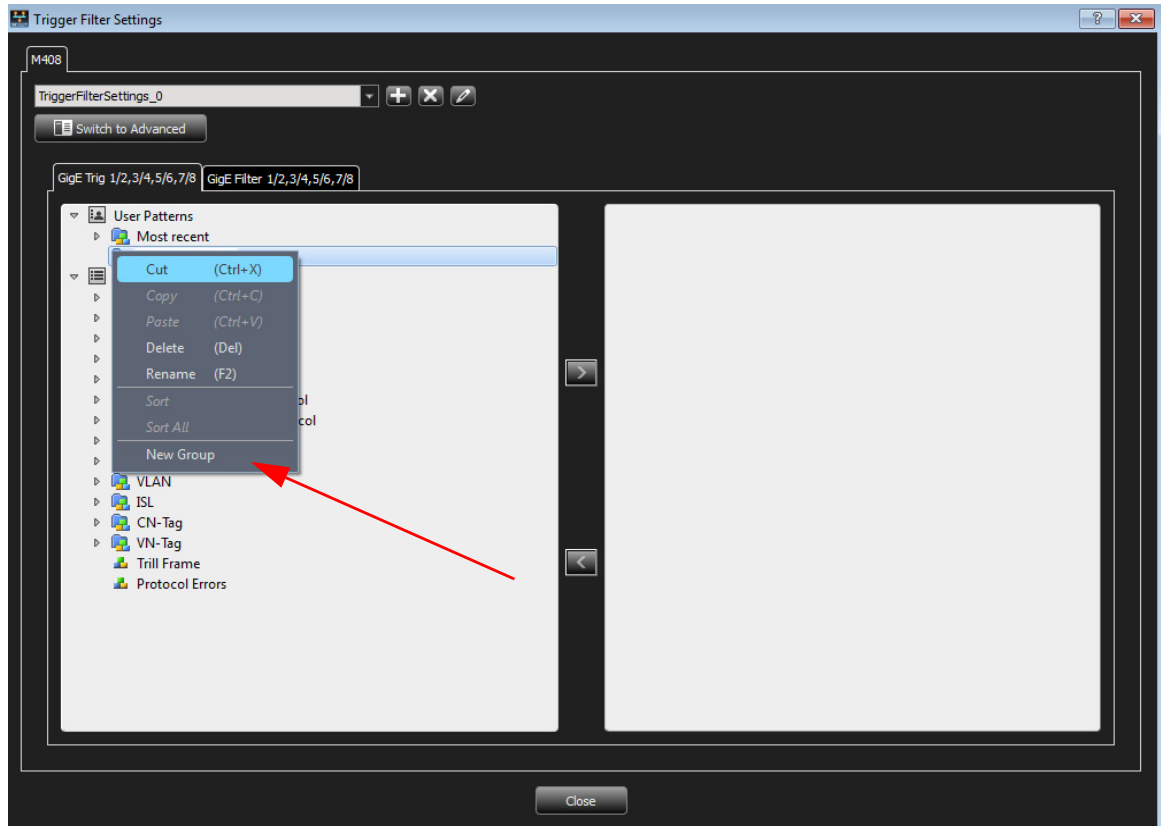 Trigger Filter Settings
M408
TriggerFilterSettings_0
Switch to Advanced
GigE Trig 1/2,3/4,5/6,7/8 GigE Filter 1/2,3/4,5/6,7/8
User Patterns
Most recent
Cut (Ctrl+X)
Copy (Ctrl+C)
Paste (Ctrl+V)
Delete (Del)
Rename (F2)
Sort
Sort All
New Group
VLAN
ISL
CN-Tag
VN-Tag
Trill Frame
Protocol Errors
Close